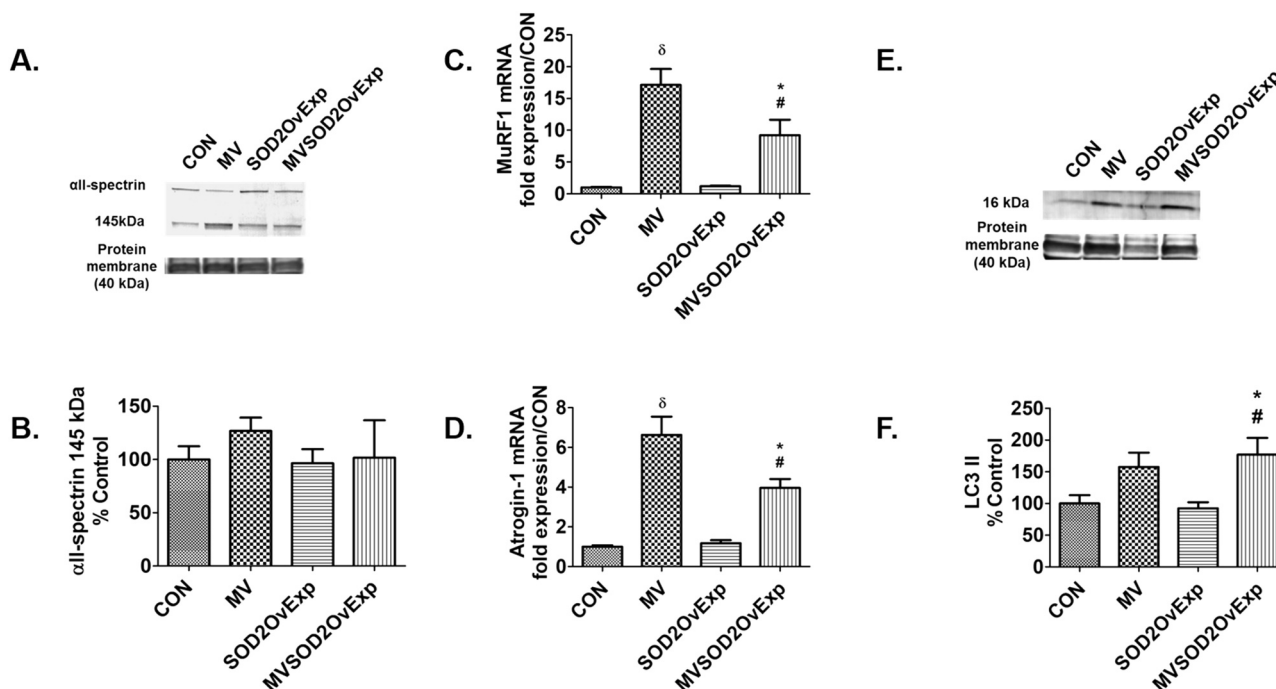 A.
CON
MV
SOD2OvExp
MVSOD2OvExp
αII-spectrin
145kDa
Protein
membrane
(40 kDa)
B.
αII-spectrin 145 kDa
% Control
150
100
50
0
CON
MV
SOD2OvExp
MVSOD2OvExp
C.
MuRF1 mRNA
fold expression/CON
25
20
15
10
5
0
δ
*
#
CON
MV
SOD2OvExp
MVSOD2OvExp
D.
Atrogin-1 mRNA
fold expression/CON
8
6
4
2
0
δ
*
#
CON
MV
SOD2OvExp
MVSOD2OvExp
E.
CON
MV
SOD2OvExp
MVSOD2OvExp
16 kDa
Protein
membrane
(40 kDa)
F.
LC3 II
% Control
250
200
150
100
50
0
*
#
CON
MV
SOD2OvExp
MVSOD2OvExp